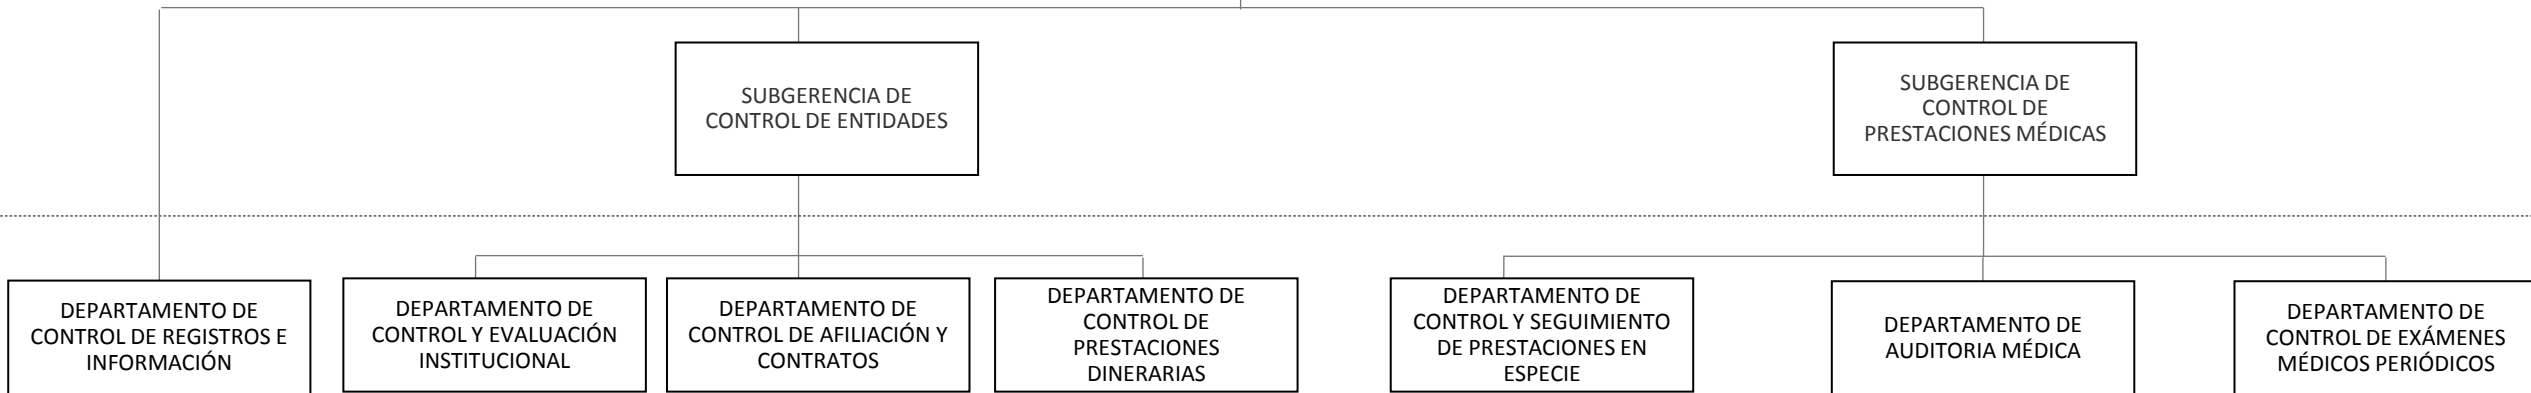 SUBGERENCIA DE
CONTROL DE ENTIDADES
SUBGERENCIA DE
CONTROL DE
PRESTACIONES MÉDICAS
DEPARTAMENTO DE
CONTROL DE REGISTROS E
INFORMACIÓN
DEPARTAMENTO DE
CONTROL Y EVALUACIÓN
INSTITUCIONAL
DEPARTAMENTO DE
CONTROL DE AFILIACIÓN Y
CONTRATOS
DEPARTAMENTO DE
CONTROL DE
PRESTACIONES
DINERARIAS
DEPARTAMENTO DE
CONTROL Y SEGUIMIENTO
DE PRESTACIONES EN
ESPECIE
DEPARTAMENTO DE
AUDITORIA MÉDICA
DEPARTAMENTO DE
CONTROL DE EXÁMENES
MÉDICOS PERIÓDICOS